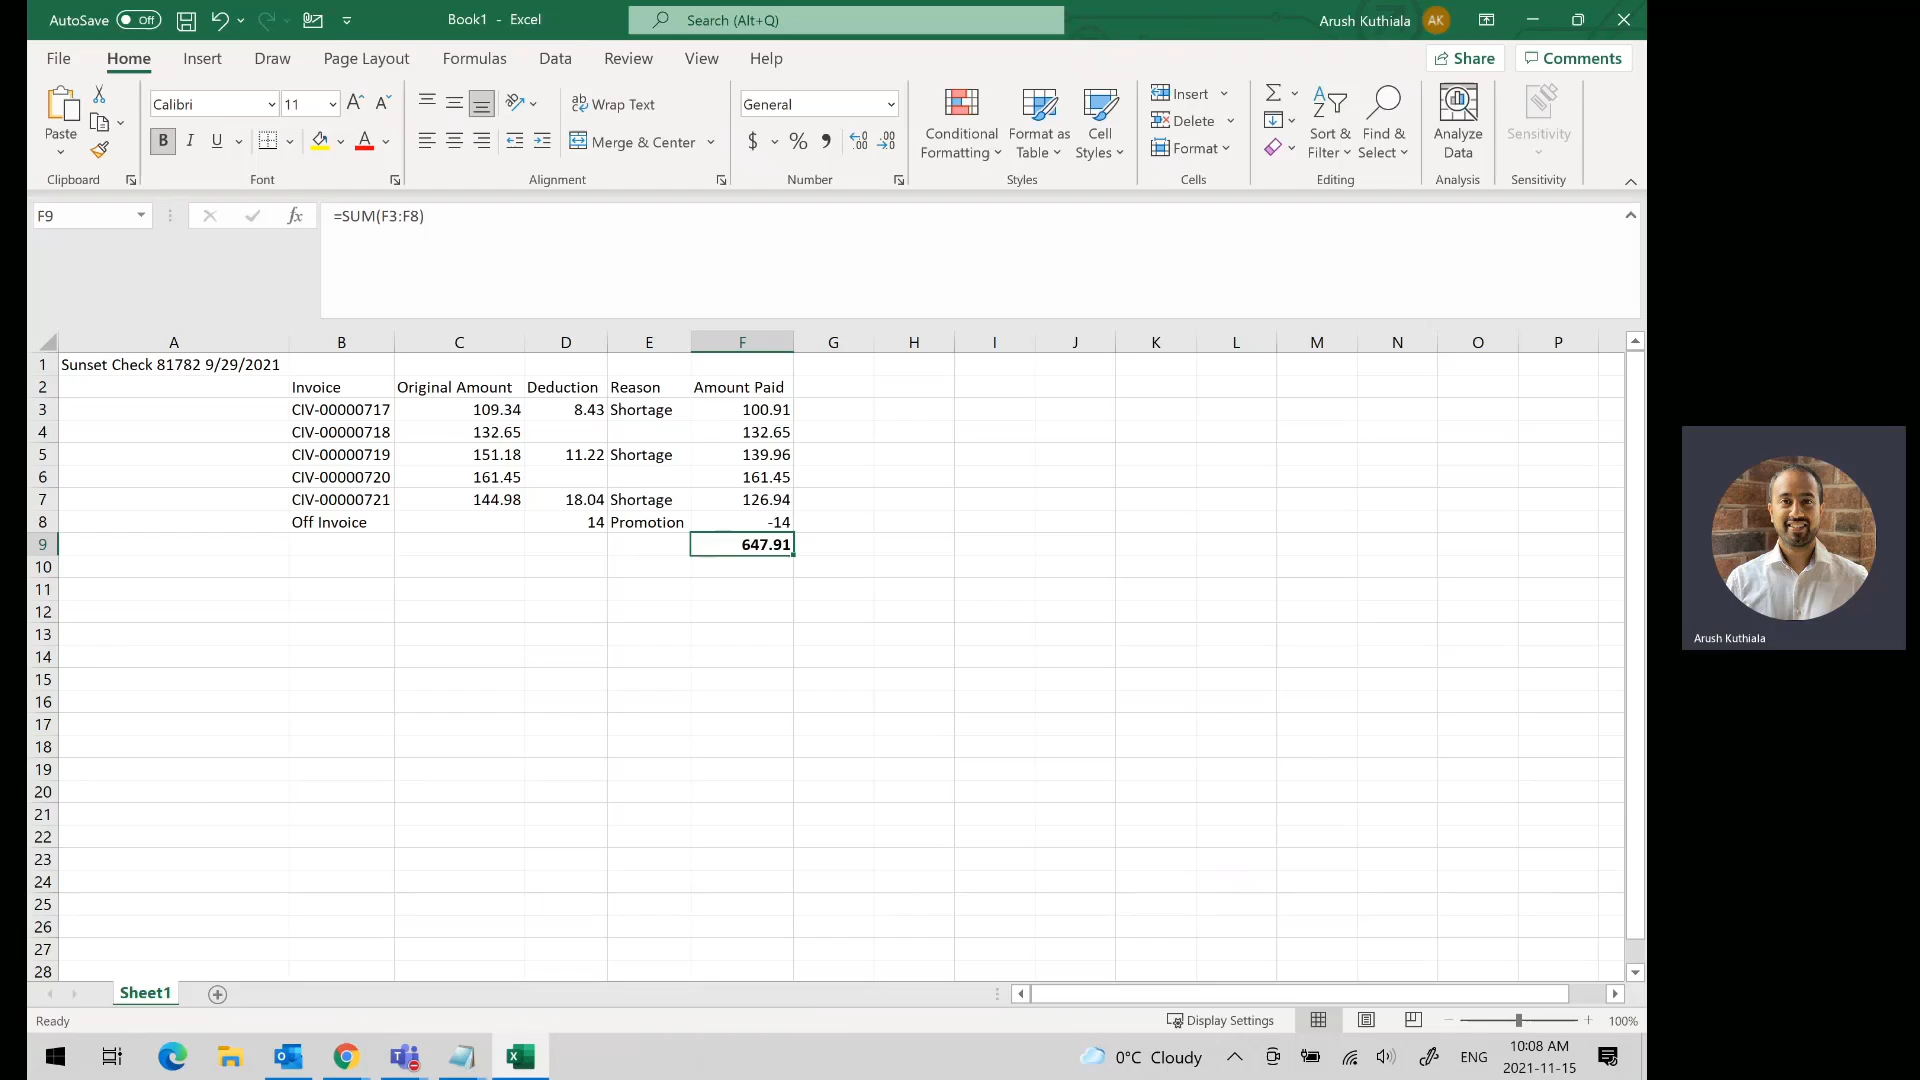 AutoSave Off Book1 - Excel Search (Alt+Q) Arush Kuthiala AK
File Home Insert Draw Page Layout Formulas Data Review View Help Share Comments
Calibri 11 ab Wrap Text General Insert
Paste B I U A Merge & Center $ % Conditional Formatting Format as Table Cell Styles Delete Sort & Filter Find & Select Analyze Data Sensitivity
Format
Clipboard Font Alignment Number Styles Cells Editing Analysis Sensitivity
F9 fx =SUM(F3:F8)
A B C D E F G H I J K L M N O P
1 Sunset Check 81782 9/29/2021
2 Invoice Original Amount Deduction Reason Amount Paid
3 CIV-00000717 109.34 8.43 Shortage 100.91
4 CIV-00000718 132.65 132.65
5 CIV-00000719 151.18 11.22 Shortage 139.96
6 CIV-00000720 161.45 161.45
7 CIV-00000721 144.98 18.04 Shortage 126.94
8 Off Invoice 14 Promotion -14
9 647.91
10
11
12
13
14
15
16
17
18
19
20
21
22
23
24
25
26
27
28
Arush Kuthiala
Sheet1
Ready Display Settings 100%
0°C Cloudy ENG 10:08 AM
2021-11-15